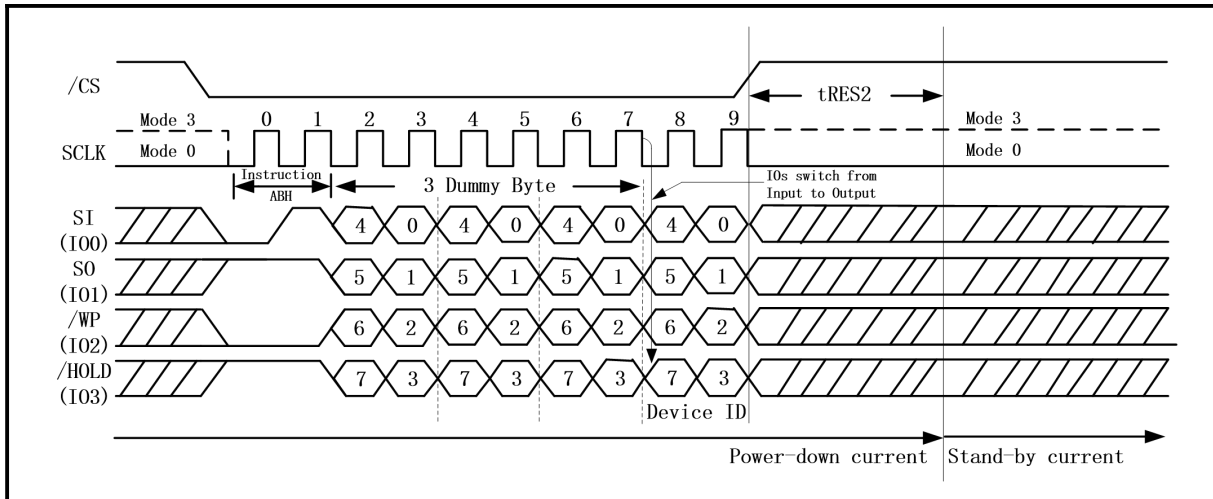 /CS
tRES2
0 1 2 3 4 5 6 7 8 9
Mode 3
Mode 3
SCLK
Mode 0
Mode 0
Instruction
ABH
3 Dummy Byte
IOs switch from
Input to Output
SI
(IO0)
4 0 4 0 4 0 4 0
SO
(IO1)
5 1 5 1 5 1 5 1
/WP
(IO2)
6 2 6 2 6 2 6 2
/HOLD
(IO3)
7 3 7 3 7 3 7 3
Device ID
Power-down current
Stand-by current